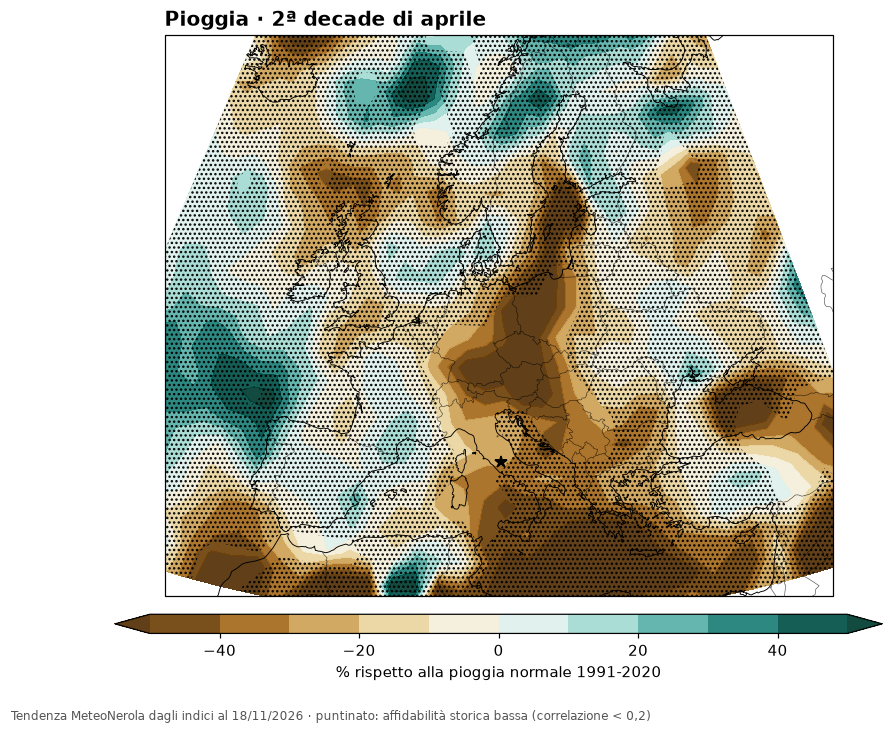 Pioggia · 2ª decade di aprile
−40 −20 0 20 40
% rispetto alla pioggia normale 1991-2020
Tendenza MeteoNerola dagli indici al 18/11/2026 · puntinato: affidabilità storica bassa (correlazione < 0,2)